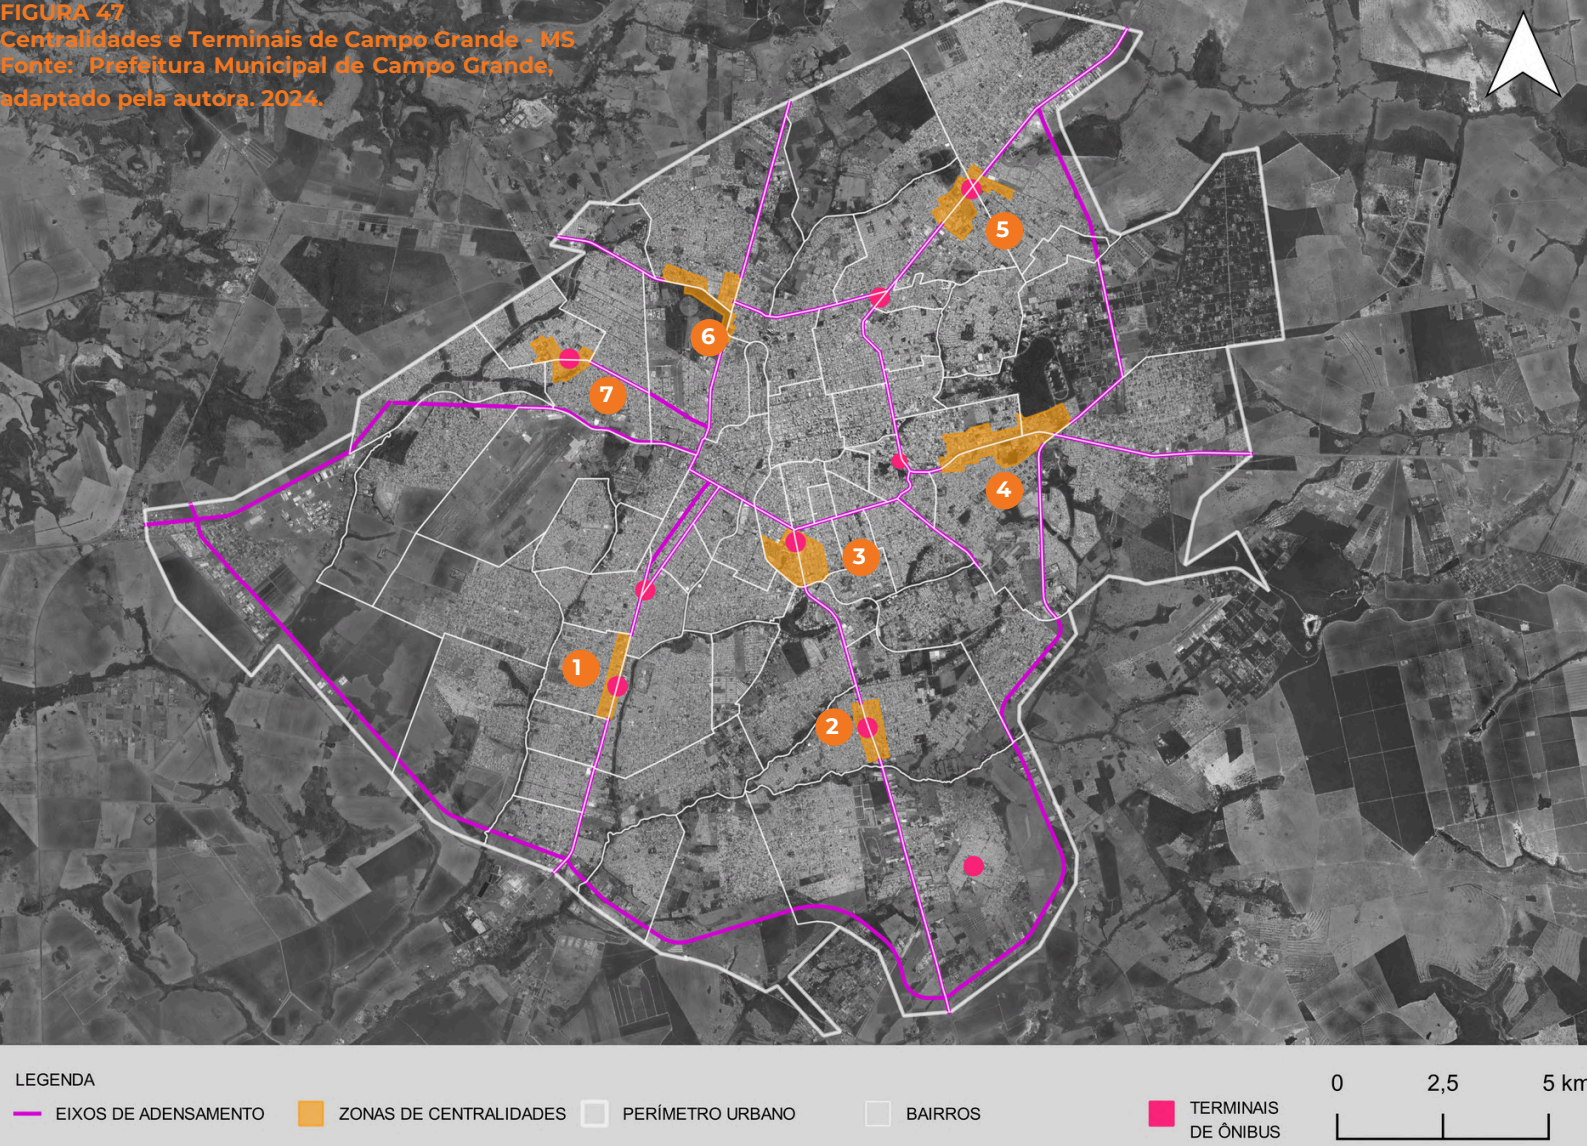 FIGURA 47
Centralidades e Terminais de Campo Grande - MS
Fonte: Prefeitura Municipal de Campo Grande,
adaptado pela autora. 2024.
5
6
7
4
3
1
2
LEGENDA
EIXOS DE ADENSAMENTO
ZONAS DE CENTRALIDADES
PERÍMETRO URBANO
BAIRROS
TERMINAIS
DE ÔNIBUS
0 2,5 5 km